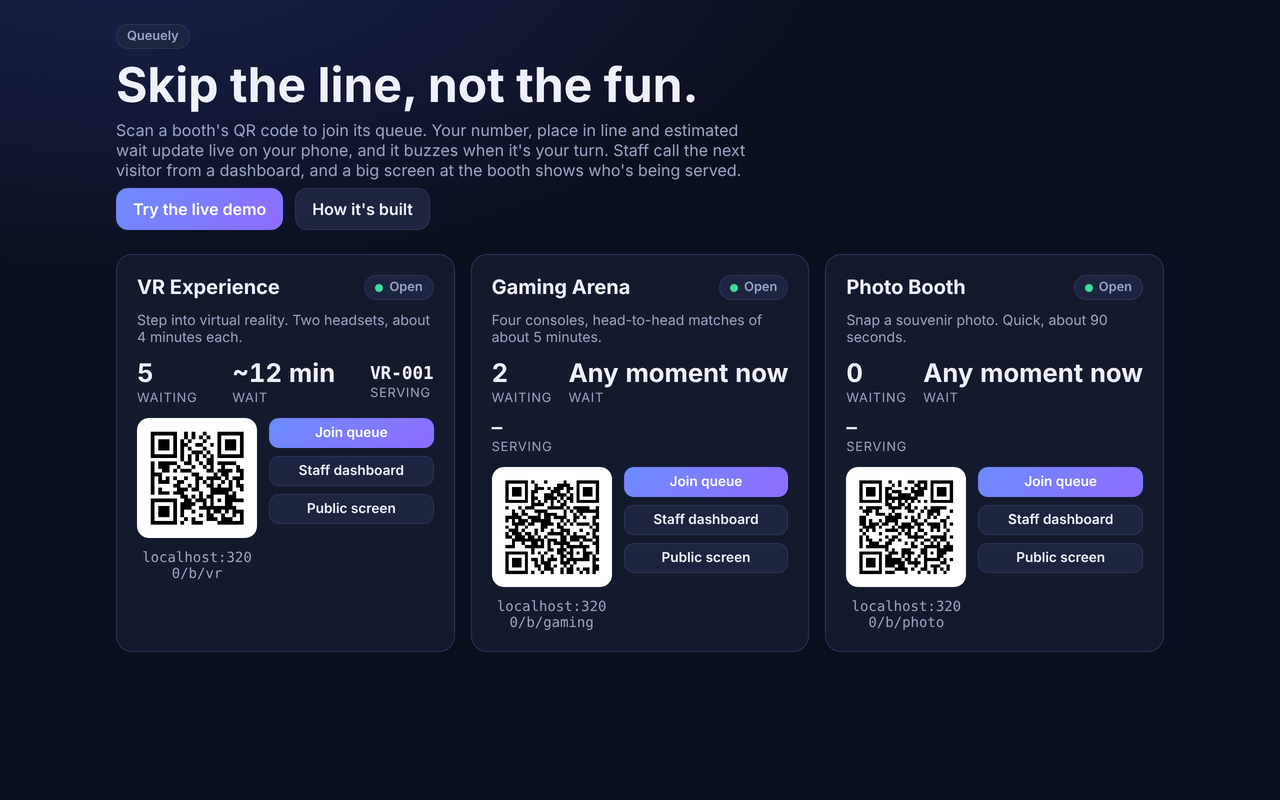 Queuely
Skip the line, not the fun.
Scan a booth's QR code to join its queue. Your number, place in line and estimated
wait update live on your phone, and it buzzes when it's your turn. Staff call the next
visitor from a dashboard, and a big screen at the booth shows who's being served.
Try the live demo
How it's built
VR Experience
Open
Step into virtual reality. Two headsets, about
4 minutes each.
5
WAITING
~12 min
WAIT
VR-001
SERVING
Join queue
Staff dashboard
Public screen
localhost:320
0/b/vr
Gaming Arena
Open
Four consoles, head-to-head matches of
about 5 minutes.
2
WAITING
Any moment now
WAIT
—
SERVING
Join queue
Staff dashboard
Public screen
localhost:320
0/b/gaming
Photo Booth
Open
Snap a souvenir photo. Quick, about 90
seconds.
0
WAITING
Any moment now
WAIT
—
SERVING
Join queue
Staff dashboard
Public screen
localhost:320
0/b/photo